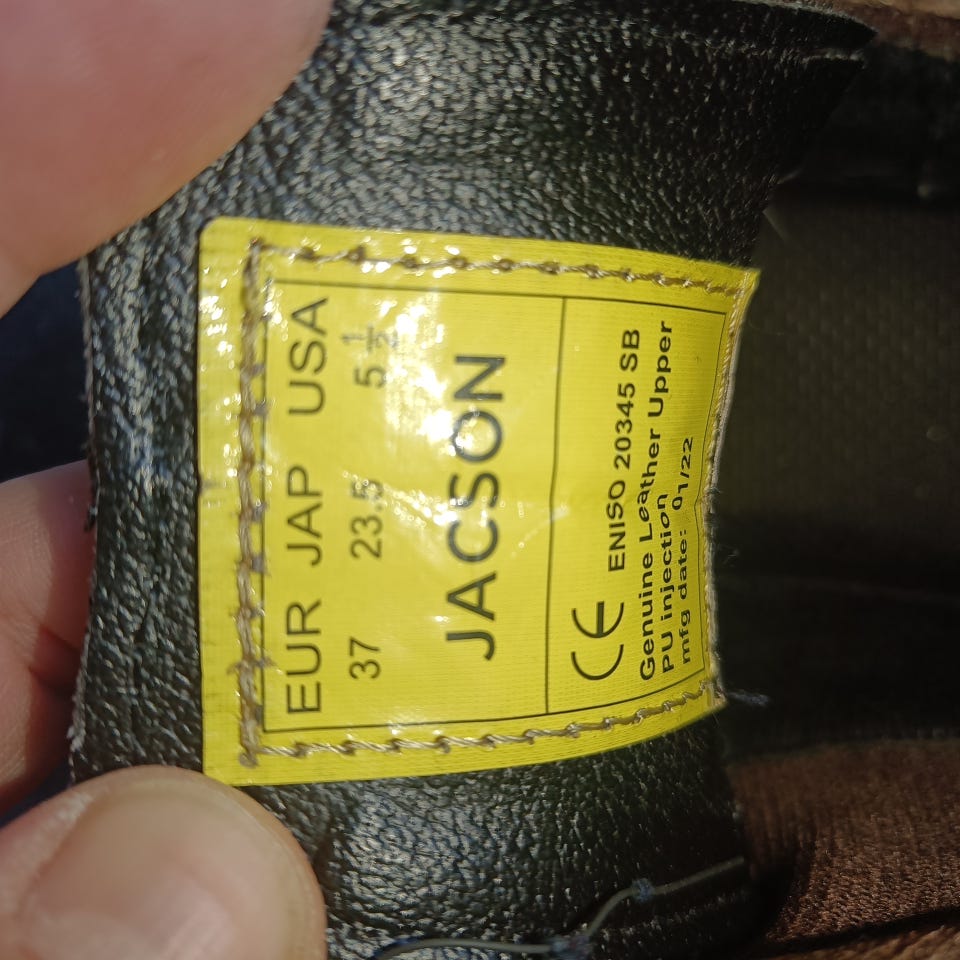 EUR JAP USA
37 23.5 5 1/2
JACSON
CE ENISO 20345 SB
Genuine Leather Upper
PU injection
mfg date: 01/22